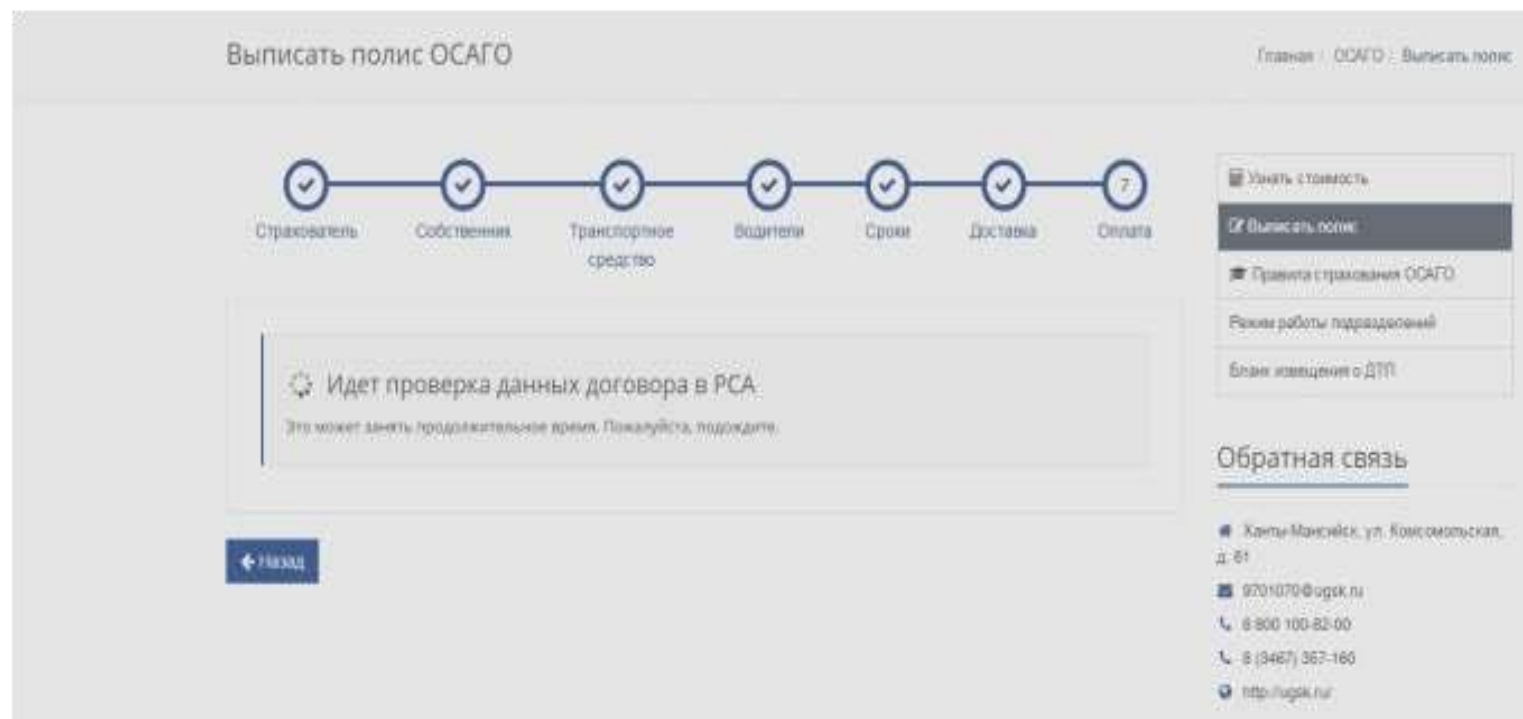 Выписать полис ОСАГО
Главная / ОСАГО / Выписать полис
Страхователь
Собственник
Транспортное
средство
Водители
Сроки
Доставка
7
Оплата
Идет проверка данных договора в РСА
Это может занять продолжительное время. Пожалуйста, подождите.
← Назад
Узнать стоимость
Выписать полис
Правила страхования ОСАГО
Режим работы подразделений
Бланк извещения о ДТП
Обратная связь
Ханты-Мансийск, ул. Комсомольская,
д. 61
9701070@ugsk.ru
8 800 100-82-00
8 (3467) 357-160
http://ugsk.ru/